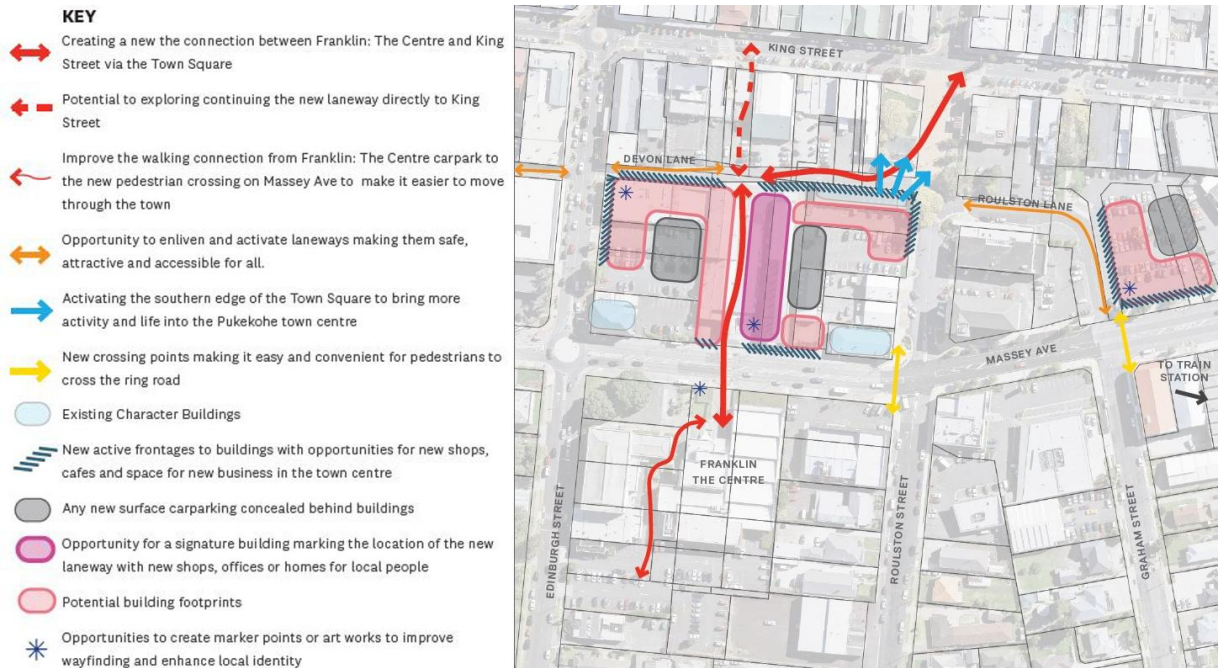 KEY
Creating a new the connection between Franklin: The Centre and King
Street via the Town Square
Potential to exploring continuing the new laneway directly to King
Street
Improve the walking connection from Franklin: The Centre carpark to
the new pedestrian crossing on Massey Ave to make it easier to move
through the town
Opportunity to enliven and activate laneways making them safe,
attractive and accessible for all.
Activating the southern edge of the Town Square to bring more
activity and life into the Pukekohe town centre
New crossing points making it easy and convenient for pedestrians to
cross the ring road
Existing Character Buildings
New active frontages to buildings with opportunities for new shops,
cafes and space for new business in the town centre
Any new surface carparking concealed behind buildings
Opportunity for a signature building marking the location of the new
laneway with new shops, offices or homes for local people
Potential building footprints
Opportunities to create marker points or art works to improve
wayfinding and enhance local identity
KING STREET
DEVON LANE
ROULSTON LANE
MASSEY AVE
TO TRAIN
STATION
FRANKLIN
THE CENTRE
EDINBURGH STREET
ROULSTON STREET
GRAHAM STREET